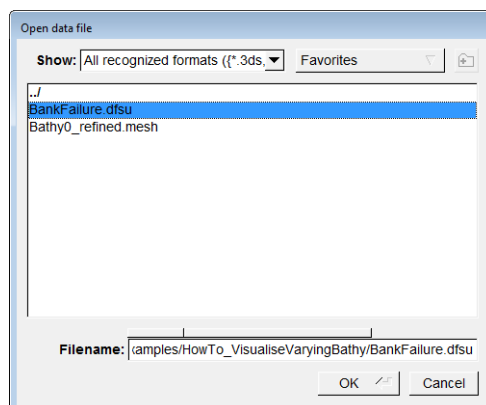 Open data file
Show: All recognized formats ({*.3ds, Favorites
../
BankFailure.dfsu
Bathy0_refined.mesh
Filename: xamples/HowTo_VisualiseVaryingBathy/BankFailure.dfsu
OK Cancel